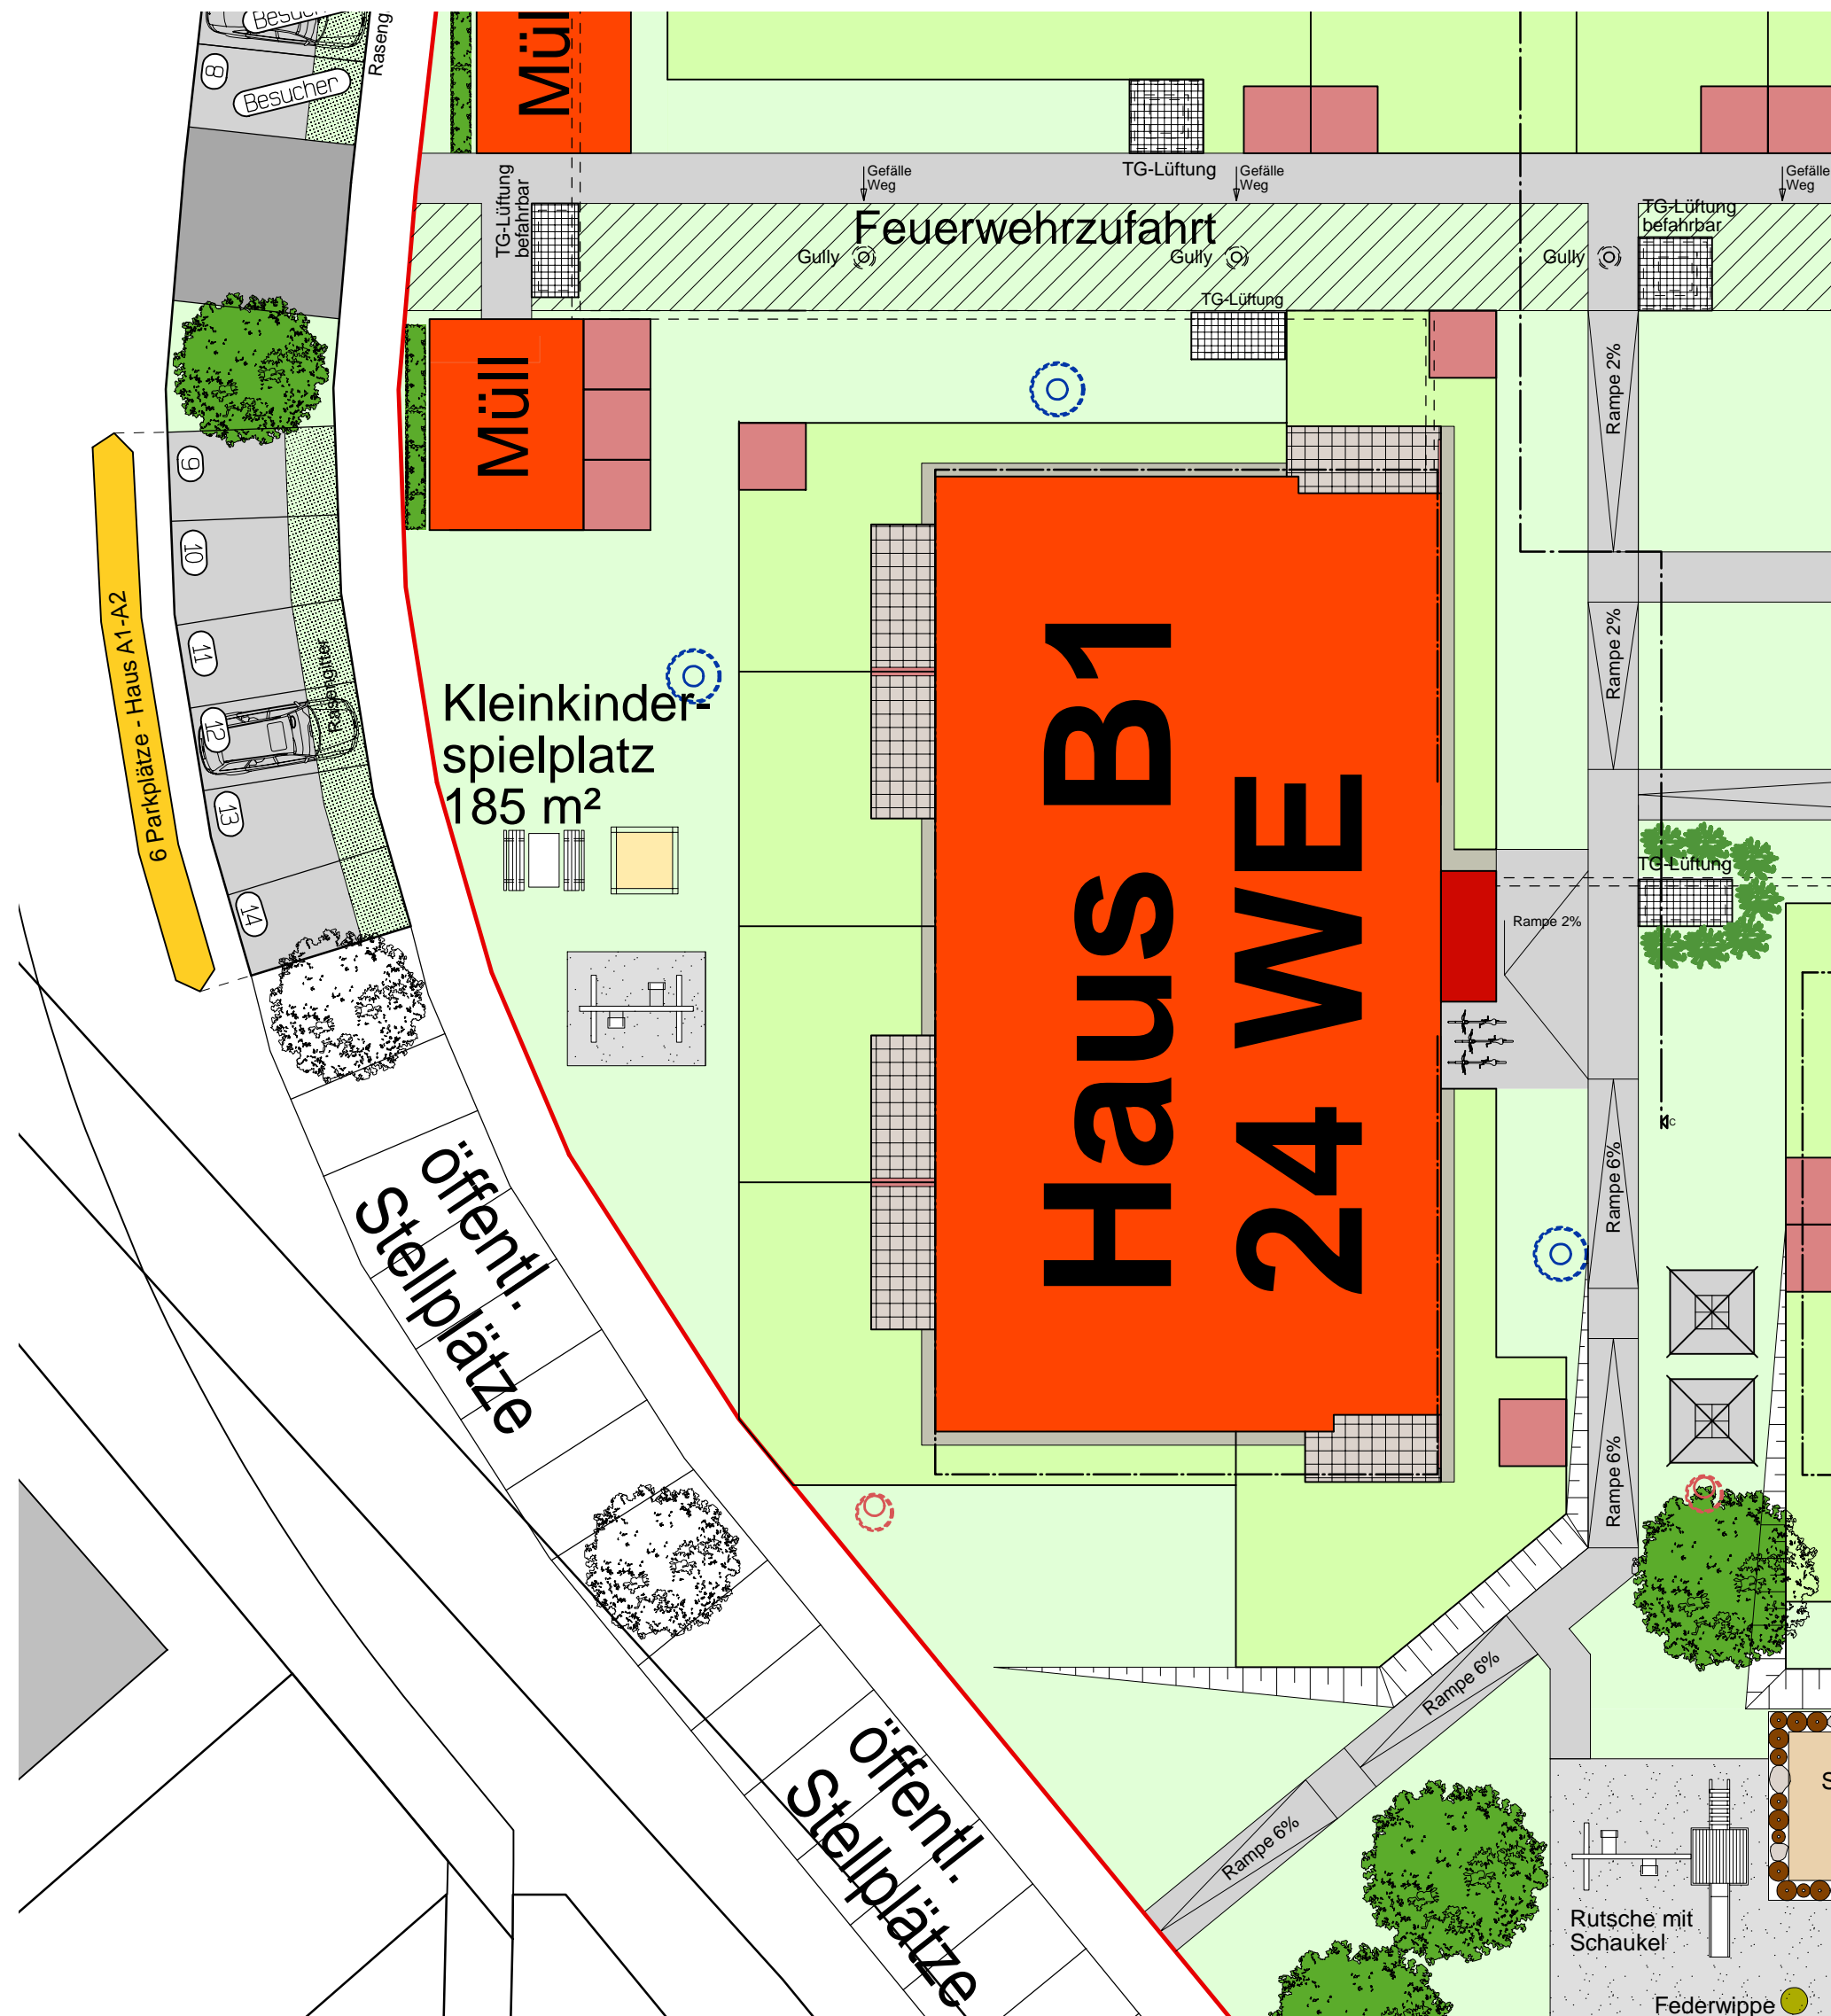 Besucher
Raseng
8
Besucher
Mül
TG-Lüftung
befahrbar
Gefälle
Weg
TG-Lüftung
Gefälle
Weg
Gefälle
Weg
Feuerwehrzufahrt
TG-Lüftung
befahrbar
Gully
Gully
Gully
TG-Lüftung
Müll
Rampe 2%
9
10
11
12
13
14
Rasengitter
6 Parkplätze - Haus A1-A2
Rampe 2%
Kleinkinder-
spielplatz
185 m²
Haus B1
24 WE
TG-Lüftung
Rampe 2%
C
Rampe 6%
öffentl.
Stellplätze
Rampe 6%
Rampe 6%
Rampe 6%
öffentl.
Stellplätze
S
Rutsche mit
Schaukel
Federwippe